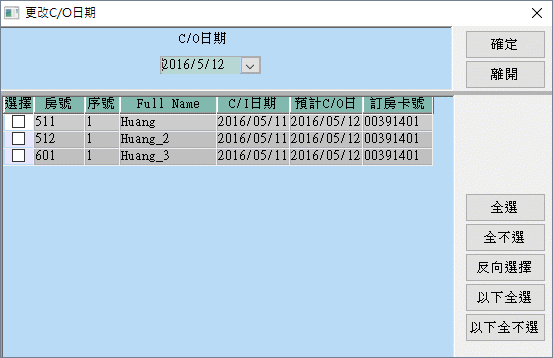 更改C/O日期
C/O日期
2016/5/12
確定
離開
選擇 房號 序號 Full Name C/I日期 預計C/O日 訂房卡號
511 1 Huang 2016/05/11 2016/05/12 00391401
512 1 Huang_2 2016/05/11 2016/05/12 00391401
601 1 Huang_3 2016/05/11 2016/05/12 00391401
全選
全不選
反向選擇
以下全選
以下全不選